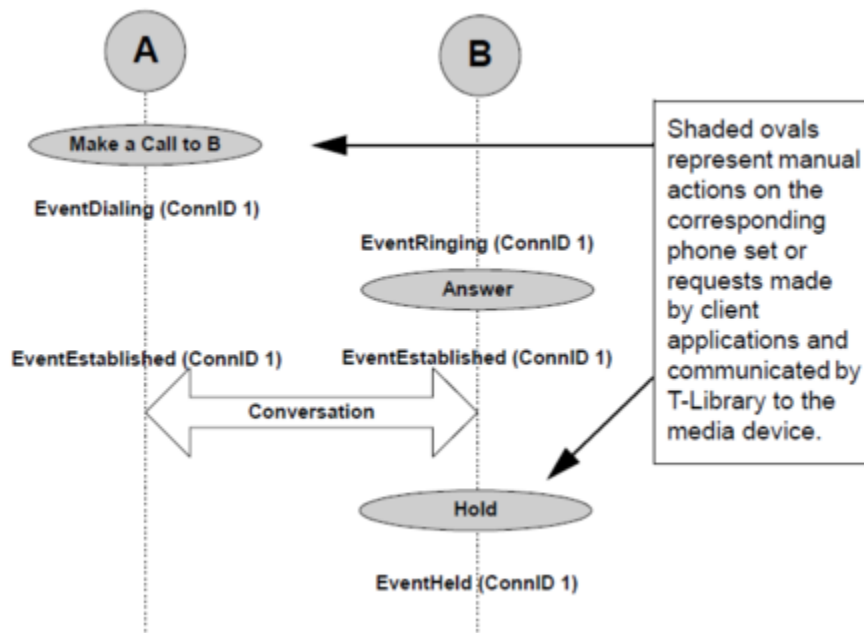 A
B
Make a Call to B
EventDialing (ConnID 1)
EventRinging (ConnID 1)
Answer
EventEstablished (ConnID 1)
EventEstablished (ConnID 1)
Conversation
Hold
EventHeld (ConnID 1)
Shaded ovals
represent manual
actions on the
corresponding
phone set or
requests made
by client
applications and
communicated by
T-Library to the
media device.